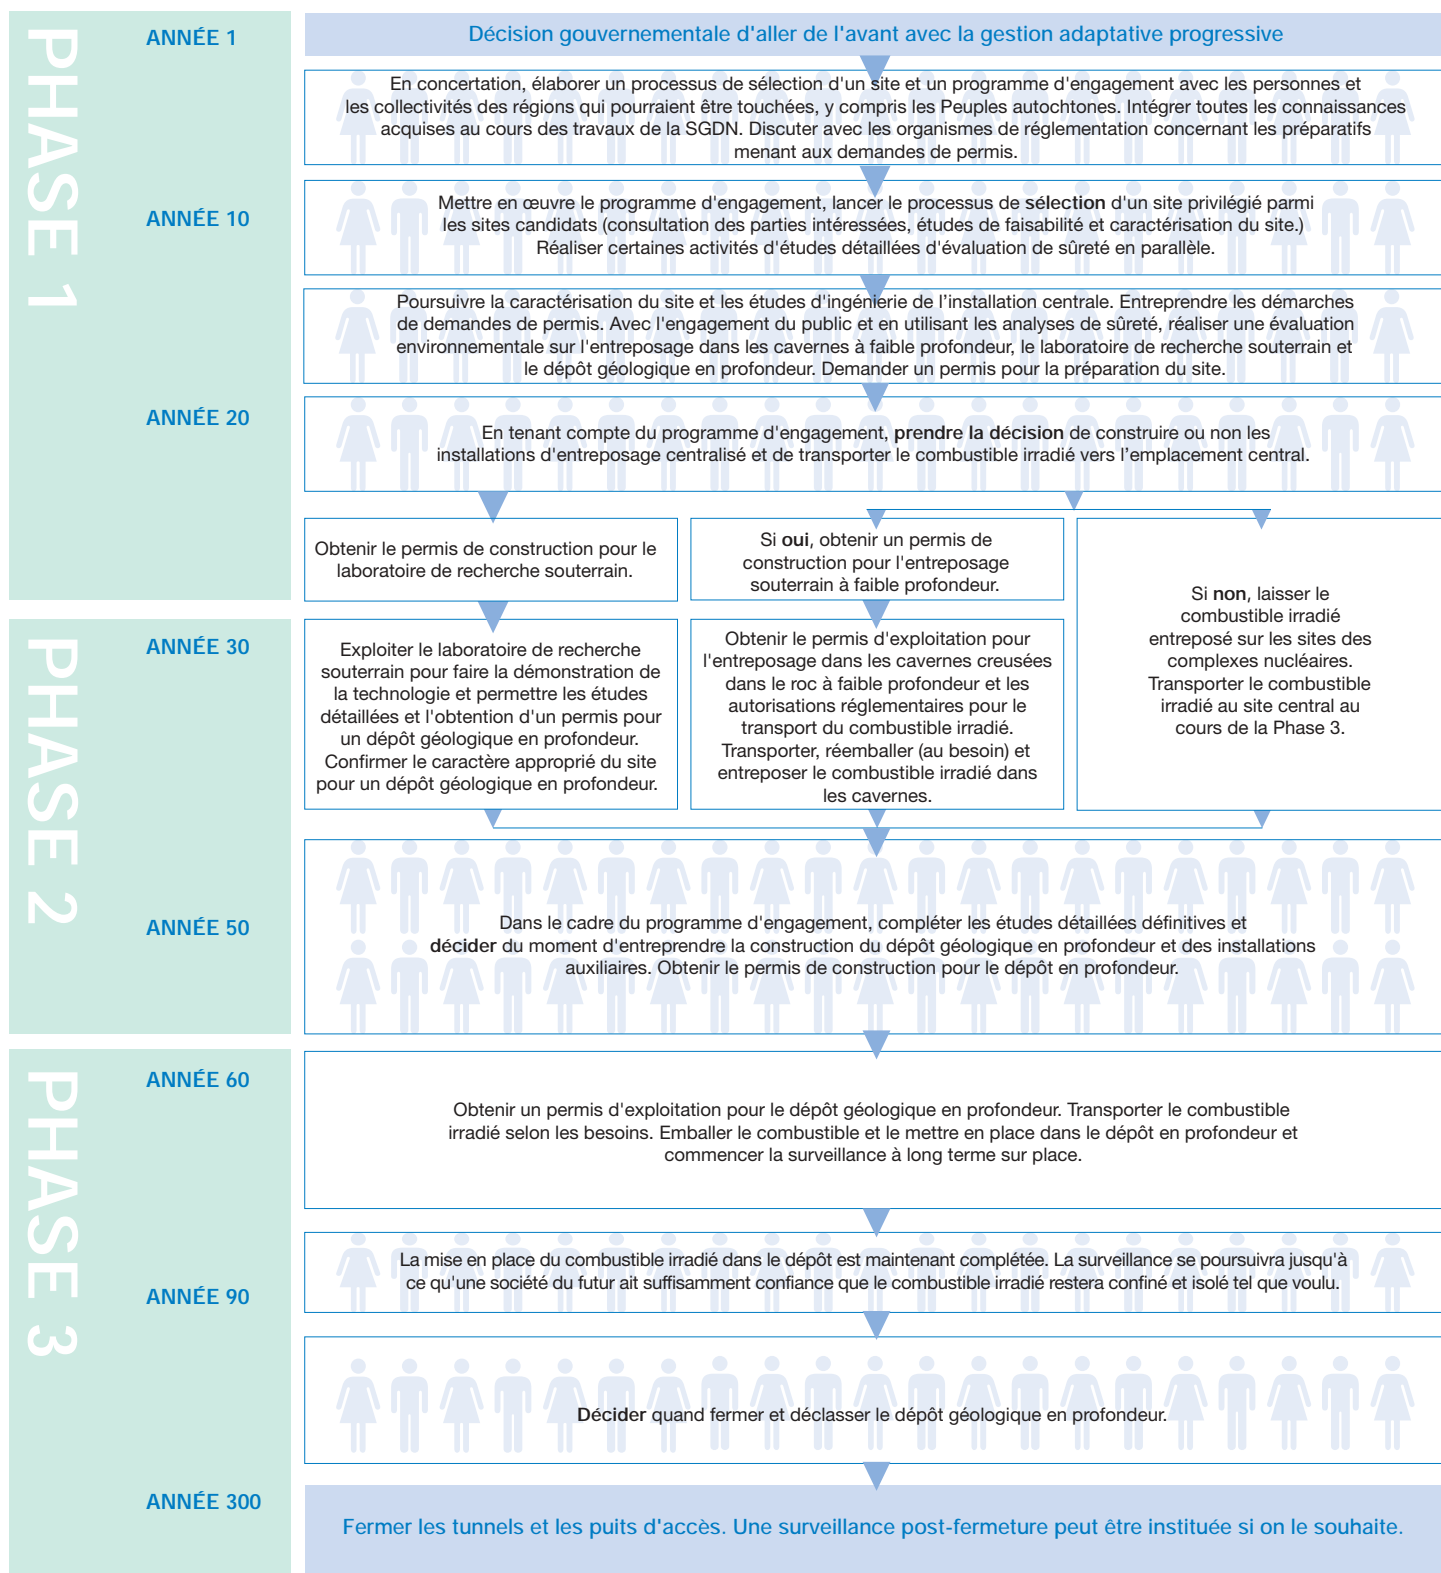 PHASE 1
ANNÉE 1
Décision gouvernementale d'aller de l'avant avec la gestion adaptative progressive
En concertation, élaborer un processus de sélection d'un site et un programme d'engagement avec les personnes et
les collectivités des régions qui pourraient être touchées, y compris les Peuples autochtones. Intégrer toutes les connaissances
acquises au cours des travaux de la SGDN. Discuter avec les organismes de réglementation concernant les préparatifs
menant aux demandes de permis.
ANNÉE 10
Mettre en œuvre le programme d'engagement, lancer le processus de sélection d'un site privilégié parmi
les sites candidats (consultation des parties intéressées, études de faisabilité et caractérisation du site.)
Réaliser certaines activités d'études détaillées d'évaluation de sûreté en parallèle.
Poursuivre la caractérisation du site et les études d'ingénierie de l'installation centrale. Entreprendre les démarches
de demandes de permis. Avec l'engagement du public et en utilisant les analyses de sûreté, réaliser une évaluation
environnementale sur l'entreposage dans les cavernes à faible profondeur, le laboratoire de recherche souterrain et
le dépôt géologique en profondeur. Demander un permis pour la préparation du site.
ANNÉE 20
En tenant compte du programme d'engagement, prendre la décision de construire ou non les
installations d'entreposage centralisé et de transporter le combustible irradié vers l'emplacement central.
Obtenir le permis de construction pour le
laboratoire de recherche souterrain.
Si oui, obtenir un permis de
construction pour l'entreposage
souterrain à faible profondeur.
Si non, laisser le
combustible irradié
entreposé sur les sites des
complexes nucléaires.
Transporter le combustible
irradié au site central au
cours de la Phase 3.
PHASE 2
ANNÉE 30
Exploiter le laboratoire de recherche
souterrain pour faire la démonstration de
la technologie et permettre les études
détaillées et l'obtention d'un permis pour
un dépôt géologique en profondeur.
Confirmer le caractère approprié du site
pour un dépôt géologique en profondeur.
Obtenir le permis d'exploitation pour
l'entreposage dans les cavernes creusées
dans le roc à faible profondeur et les
autorisations réglementaires pour le
transport du combustible irradié.
Transporter, réemballer (au besoin) et
entreposer le combustible irradié dans
les cavernes.
ANNÉE 50
Dans le cadre du programme d'engagement, compléter les études détaillées définitives et
décider du moment d'entreprendre la construction du dépôt géologique en profondeur et des installations
auxiliaires. Obtenir le permis de construction pour le dépôt en profondeur.
PHASE 3
ANNÉE 60
Obtenir un permis d'exploitation pour le dépôt géologique en profondeur. Transporter le combustible
irradié selon les besoins. Emballer le combustible et le mettre en place dans le dépôt en profondeur et
commencer la surveillance à long terme sur place.
ANNÉE 90
La mise en place du combustible irradié dans le dépôt est maintenant complétée. La surveillance se poursuivra jusqu'à
ce qu'une société du futur ait suffisamment confiance que le combustible irradié restera confiné et isolé tel que voulu.
Décider quand fermer et déclasser le dépôt géologique en profondeur.
ANNÉE 300
Fermer les tunnels et les puits d'accès. Une surveillance post-fermeture peut être instituée si on le souhaite.